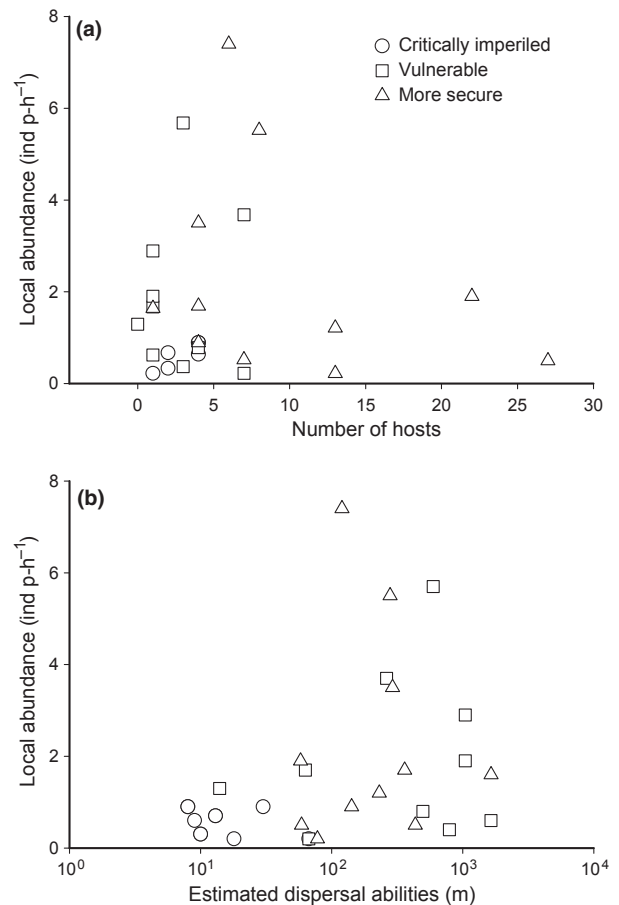 (a)
Critically imperiled
Vulnerable
More secure
8
6
4
2
0
Local abundance (ind p-h⁻¹)
0 5 10 15 20 25 30
Number of hosts
(b)
8
6
4
2
0
Local abundance (ind p-h⁻¹)
10⁰ 10¹ 10² 10³ 10⁴
Estimated dispersal abilities (m)